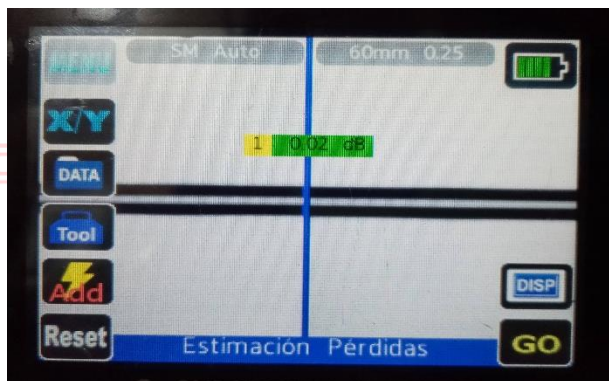 MENU
SM Auto
60mm 0.25
X/Y
1 0.02 dB
DATA
Tool
Add
DISP
Reset
Estimación Pérdidas
GO